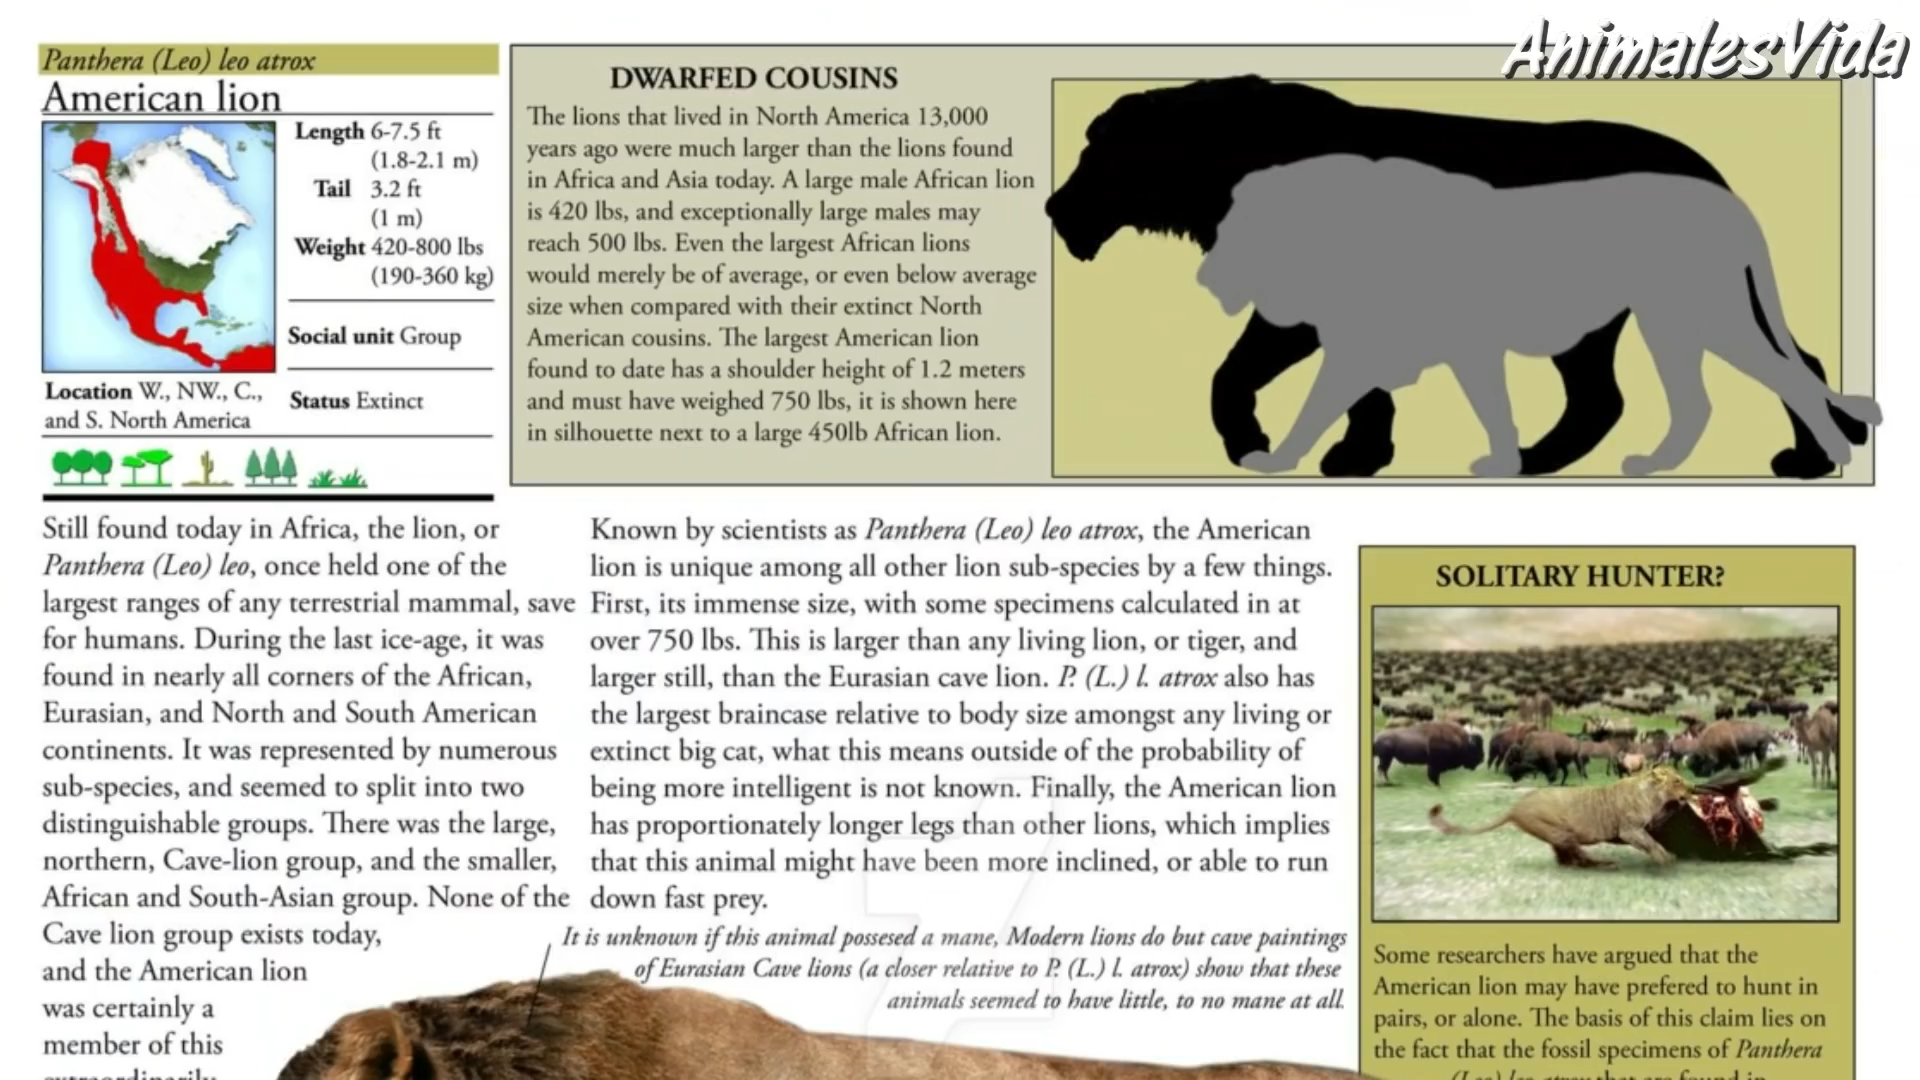 AnimalesVida
Panthera (Leo) leo atrox
American lion
Length 6-7.5 ft
(1.8-2.1 m)
Tail 3.2 ft
(1 m)
Weight 420-800 lbs
(190-360 kg)
Social unit Group
Location W., NW., C.,
and S. North America
Status Extinct
DWARFED COUSINS
The lions that lived in North America 13,000
years ago were much larger than the lions found
in Africa and Asia today. A large male African lion
is 420 lbs, and exceptionally large males may
reach 500 lbs. Even the largest African lions
would merely be of average, or even below average
size when compared with their extinct North
American cousins. The largest American lion
found to date has a shoulder height of 1.2 meters
and must have weighed 750 lbs, it is shown here
in silhouette next to a large 450lb African lion.
Still found today in Africa, the lion, or
Panthera (Leo) leo, once held one of the
largest ranges of any terrestrial mammal, save
for humans. During the last ice-age, it was
found in nearly all corners of the African,
Eurasian, and North and South American
continents. It was represented by numerous
sub-species, and seemed to split into two
distinguishable groups. There was the large,
northern, Cave-lion group, and the smaller,
African and South-Asian group. None of the
Cave lion group exists today,
and the American lion
was certainly a
member of this
extraordinarily
Known by scientists as Panthera (Leo) leo atrox, the American
lion is unique among all other lion sub-species by a few things.
First, its immense size, with some specimens calculated in at
over 750 lbs. This is larger than any living lion, or tiger, and
larger still, than the Eurasian cave lion. P. (L.) l. atrox also has
the largest braincase relative to body size amongst any living or
extinct big cat, what this means outside of the probability of
being more intelligent is not known. Finally, the American lion
has proportionately longer legs than other lions, which implies
that this animal might have been more inclined, or able to run
down fast prey.
It is unknown if this animal possesed a mane, Modern lions do but cave paintings
of Eurasian Cave lions (a closer relative to P. (L.) l. atrox) show that these
animals seemed to have little, to no mane at all.
SOLITARY HUNTER?
Some researchers have argued that the
American lion may have prefered to hunt in
pairs, or alone. The basis of this claim lies on
the fact that the fossil specimens of Panthera
(Leo) leo atrox that are found in